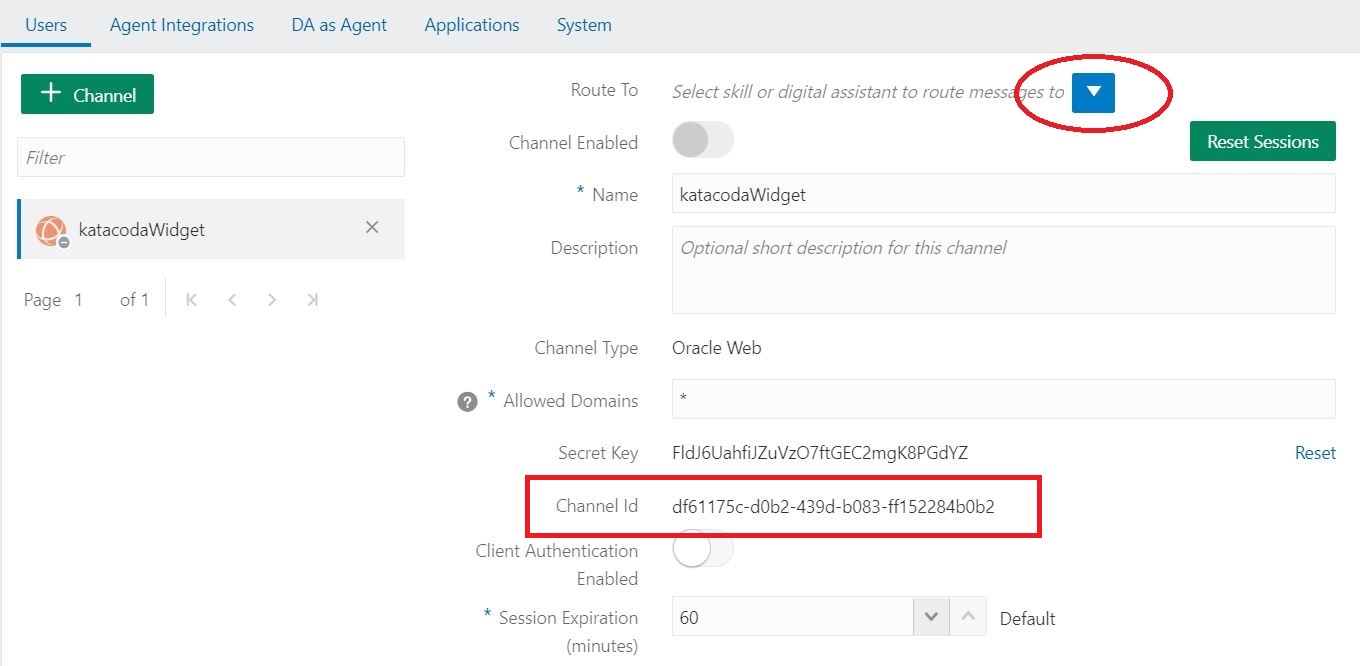 Users Agent Integrations DA as Agent Applications System
+ Channel
Filter
katacodaWidget
Page 1 of 1
Route To Select skill or digital assistant to route messages to
Channel Enabled
Reset Sessions
* Name katacodaWidget
Description Optional short description for this channel
Channel Type Oracle Web
? * Allowed Domains *
Secret Key FldJ6UahfiJZuVzO7ftGEC2mgK8PGdYZ Reset
Channel Id df61175c-d0b2-439d-b083-ff152284b0b2
Client Authentication
Enabled
* Session Expiration 60 Default
(minutes)